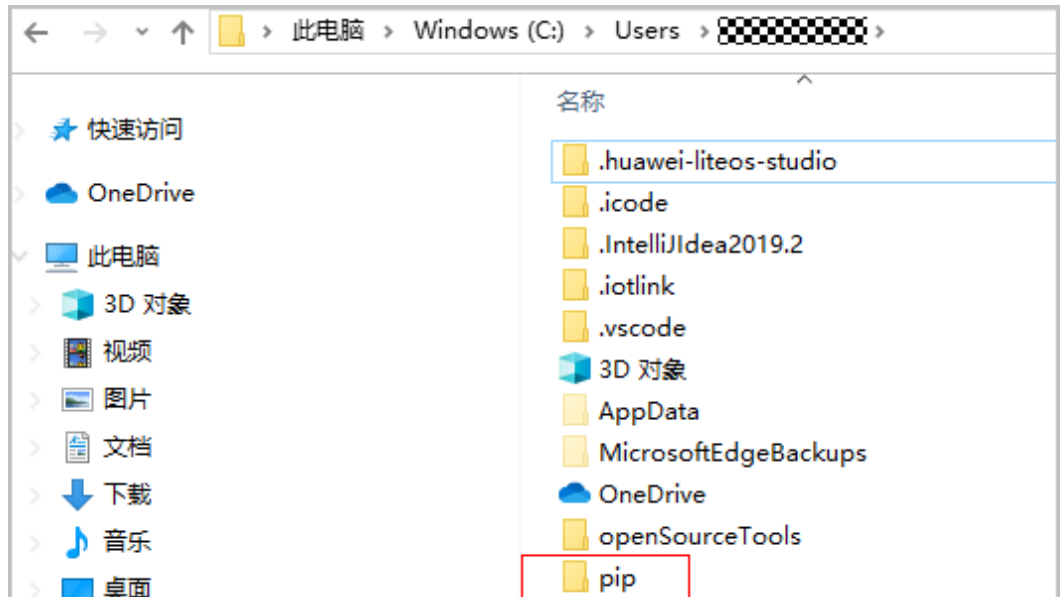 此电脑 > Windows (C:) > Users > >
名称
快速访问
OneDrive
此电脑
3D 对象
视频
图片
文档
下载
音乐
桌面
.huawei-liteos-studio
.icode
.IntelliJIdea2019.2
.iotlink
.vscode
3D 对象
AppData
MicrosoftEdgeBackups
OneDrive
openSourceTools
pip